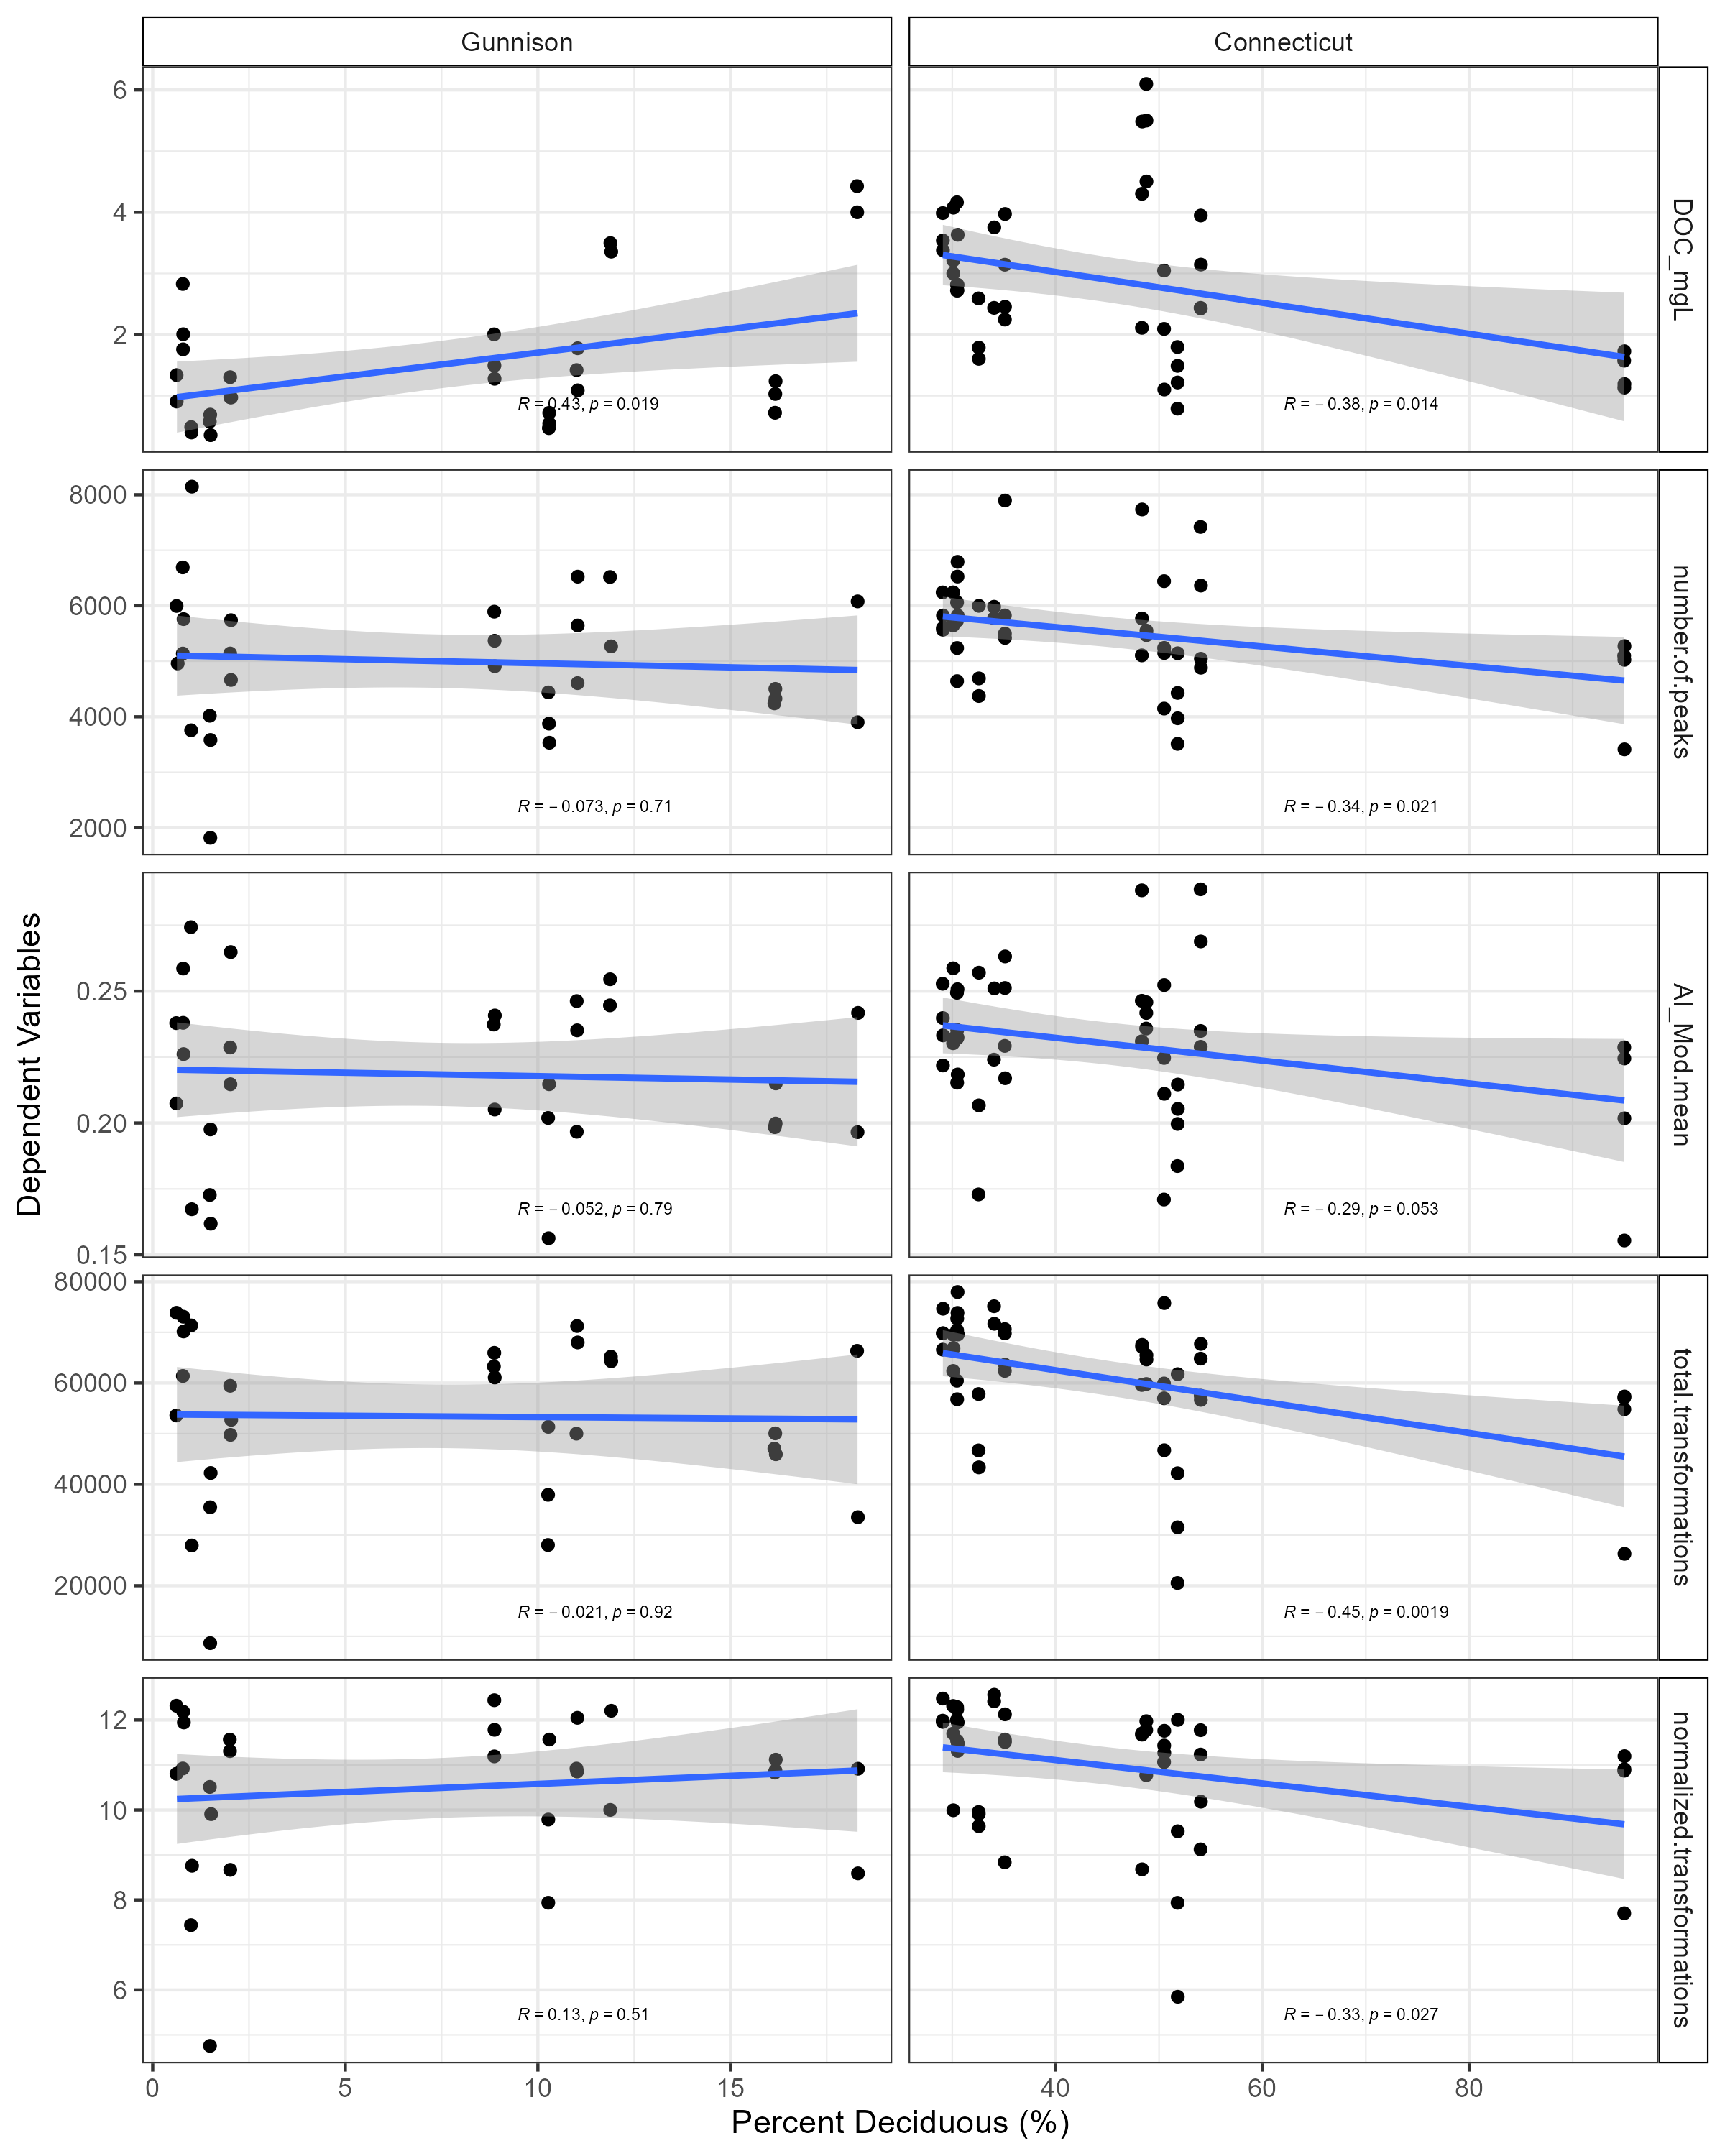 Gunnison
Connecticut
6
4
2
R = 0.43, p = 0.019
R = − 0.38, p = 0.014
DOC_mgL
8000
6000
4000
2000
R = − 0.073, p = 0.71
R = − 0.34, p = 0.021
number.of.peaks
Dependent Variables
0.25
0.20
0.15
R = − 0.052, p = 0.79
R = − 0.29, p = 0.053
AI_Mod.mean
80000
60000
40000
20000
R = − 0.021, p = 0.92
R = − 0.45, p = 0.0019
total.transformations
12
10
8
6
R = 0.13, p = 0.51
R = − 0.33, p = 0.027
normalized.transformations
0 5 10 15 40 60 80
Percent Deciduous (%)